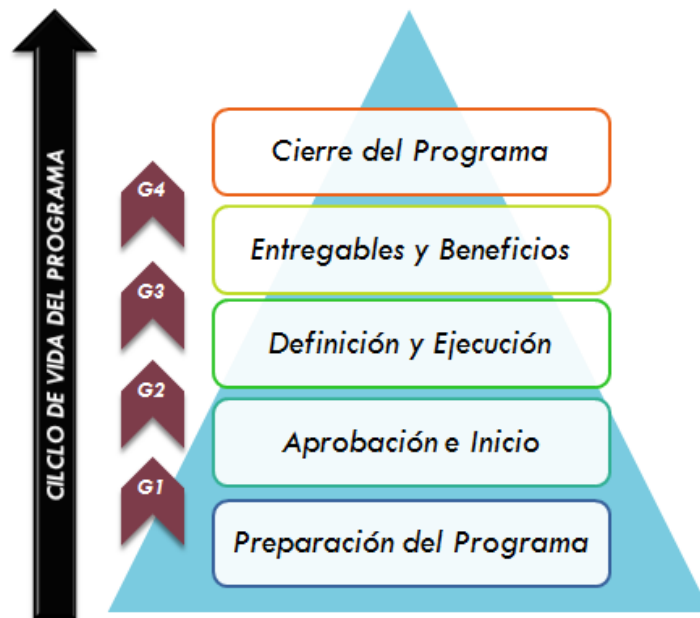 CILCLO DE VIDA DEL PROGRAMA
Cierre del Programa
G4
Entregables y Beneficios
G3
Definición y Ejecución
G2
Aprobación e Inicio
G1
Preparación del Programa